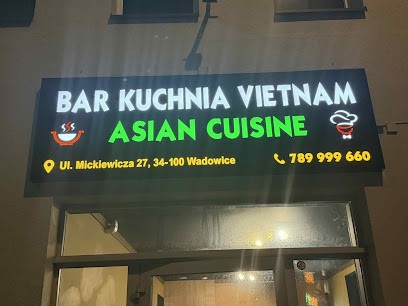 BAR KUCHNIA VIETNAM
ASIAN CUISINE
Ul. Mickiewicza 27, 34-100 Wadowice
789 999 660